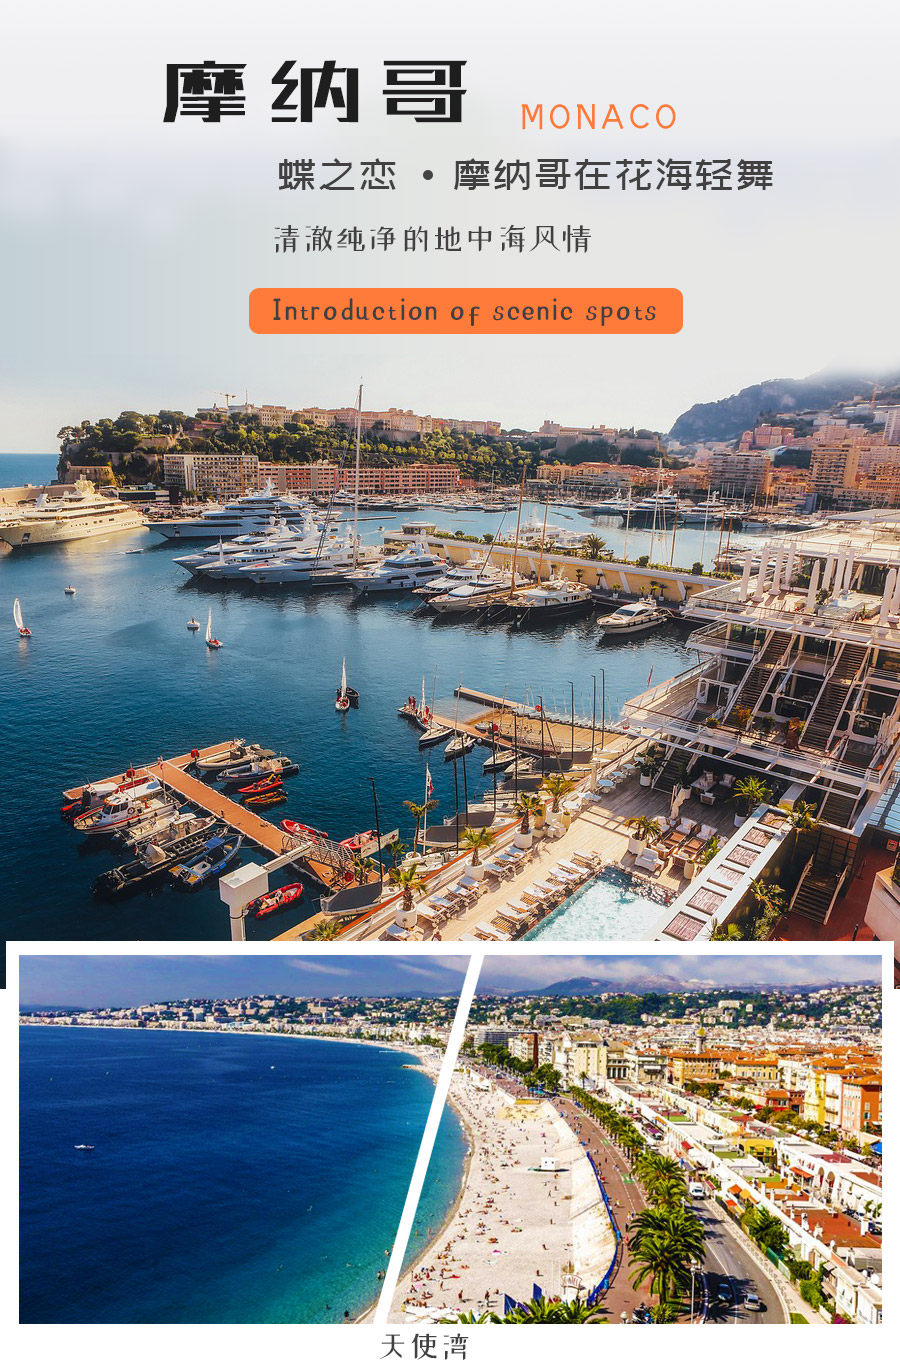 摩纳哥
MONACO
蝶之恋 · 摩纳哥在花海轻舞
清澈纯净的地中海风情
Introduction of scenic spots
天使湾